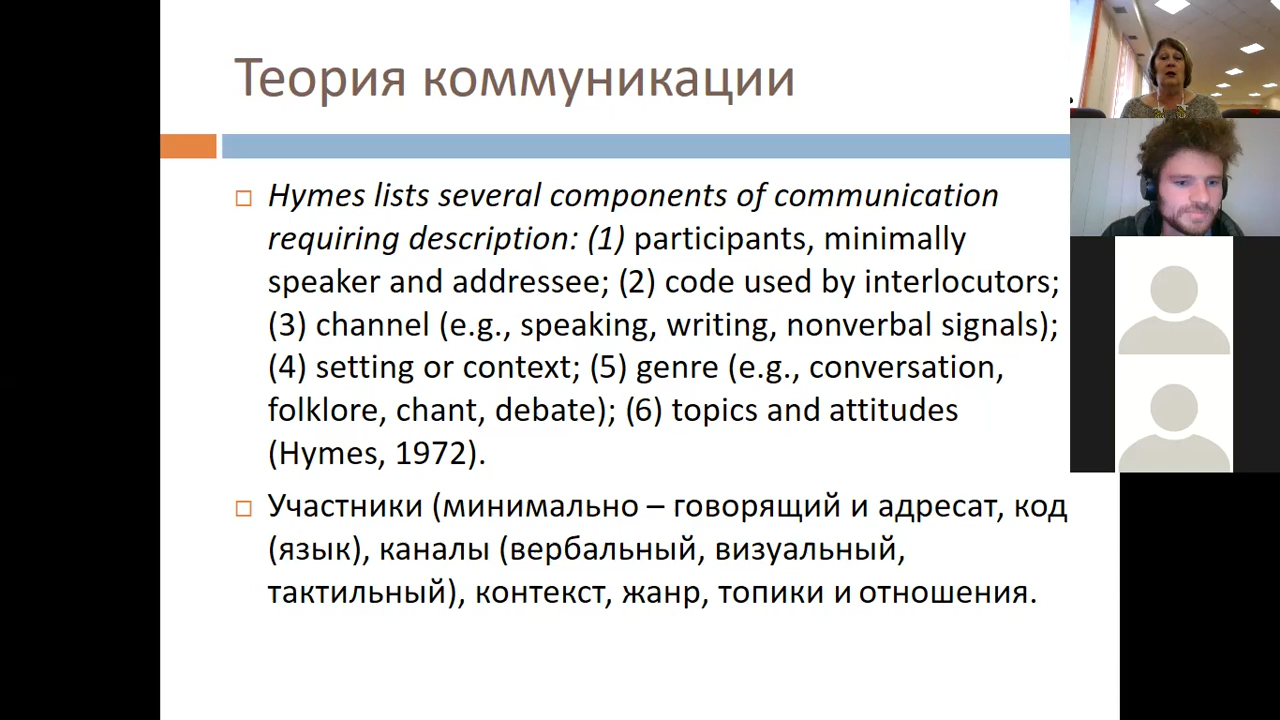 Теория коммуникации
Hymes lists several components of communication
requiring description: (1) participants, minimally
speaker and addressee; (2) code used by interlocutors;
(3) channel (e.g., speaking, writing, nonverbal signals);
(4) setting or context; (5) genre (e.g., conversation,
folklore, chant, debate); (6) topics and attitudes
(Hymes, 1972).
Участники (минимально – говорящий и адресат, код
(язык), каналы (вербальный, визуальный,
тактильный), контекст, жанр, топики и отношения.